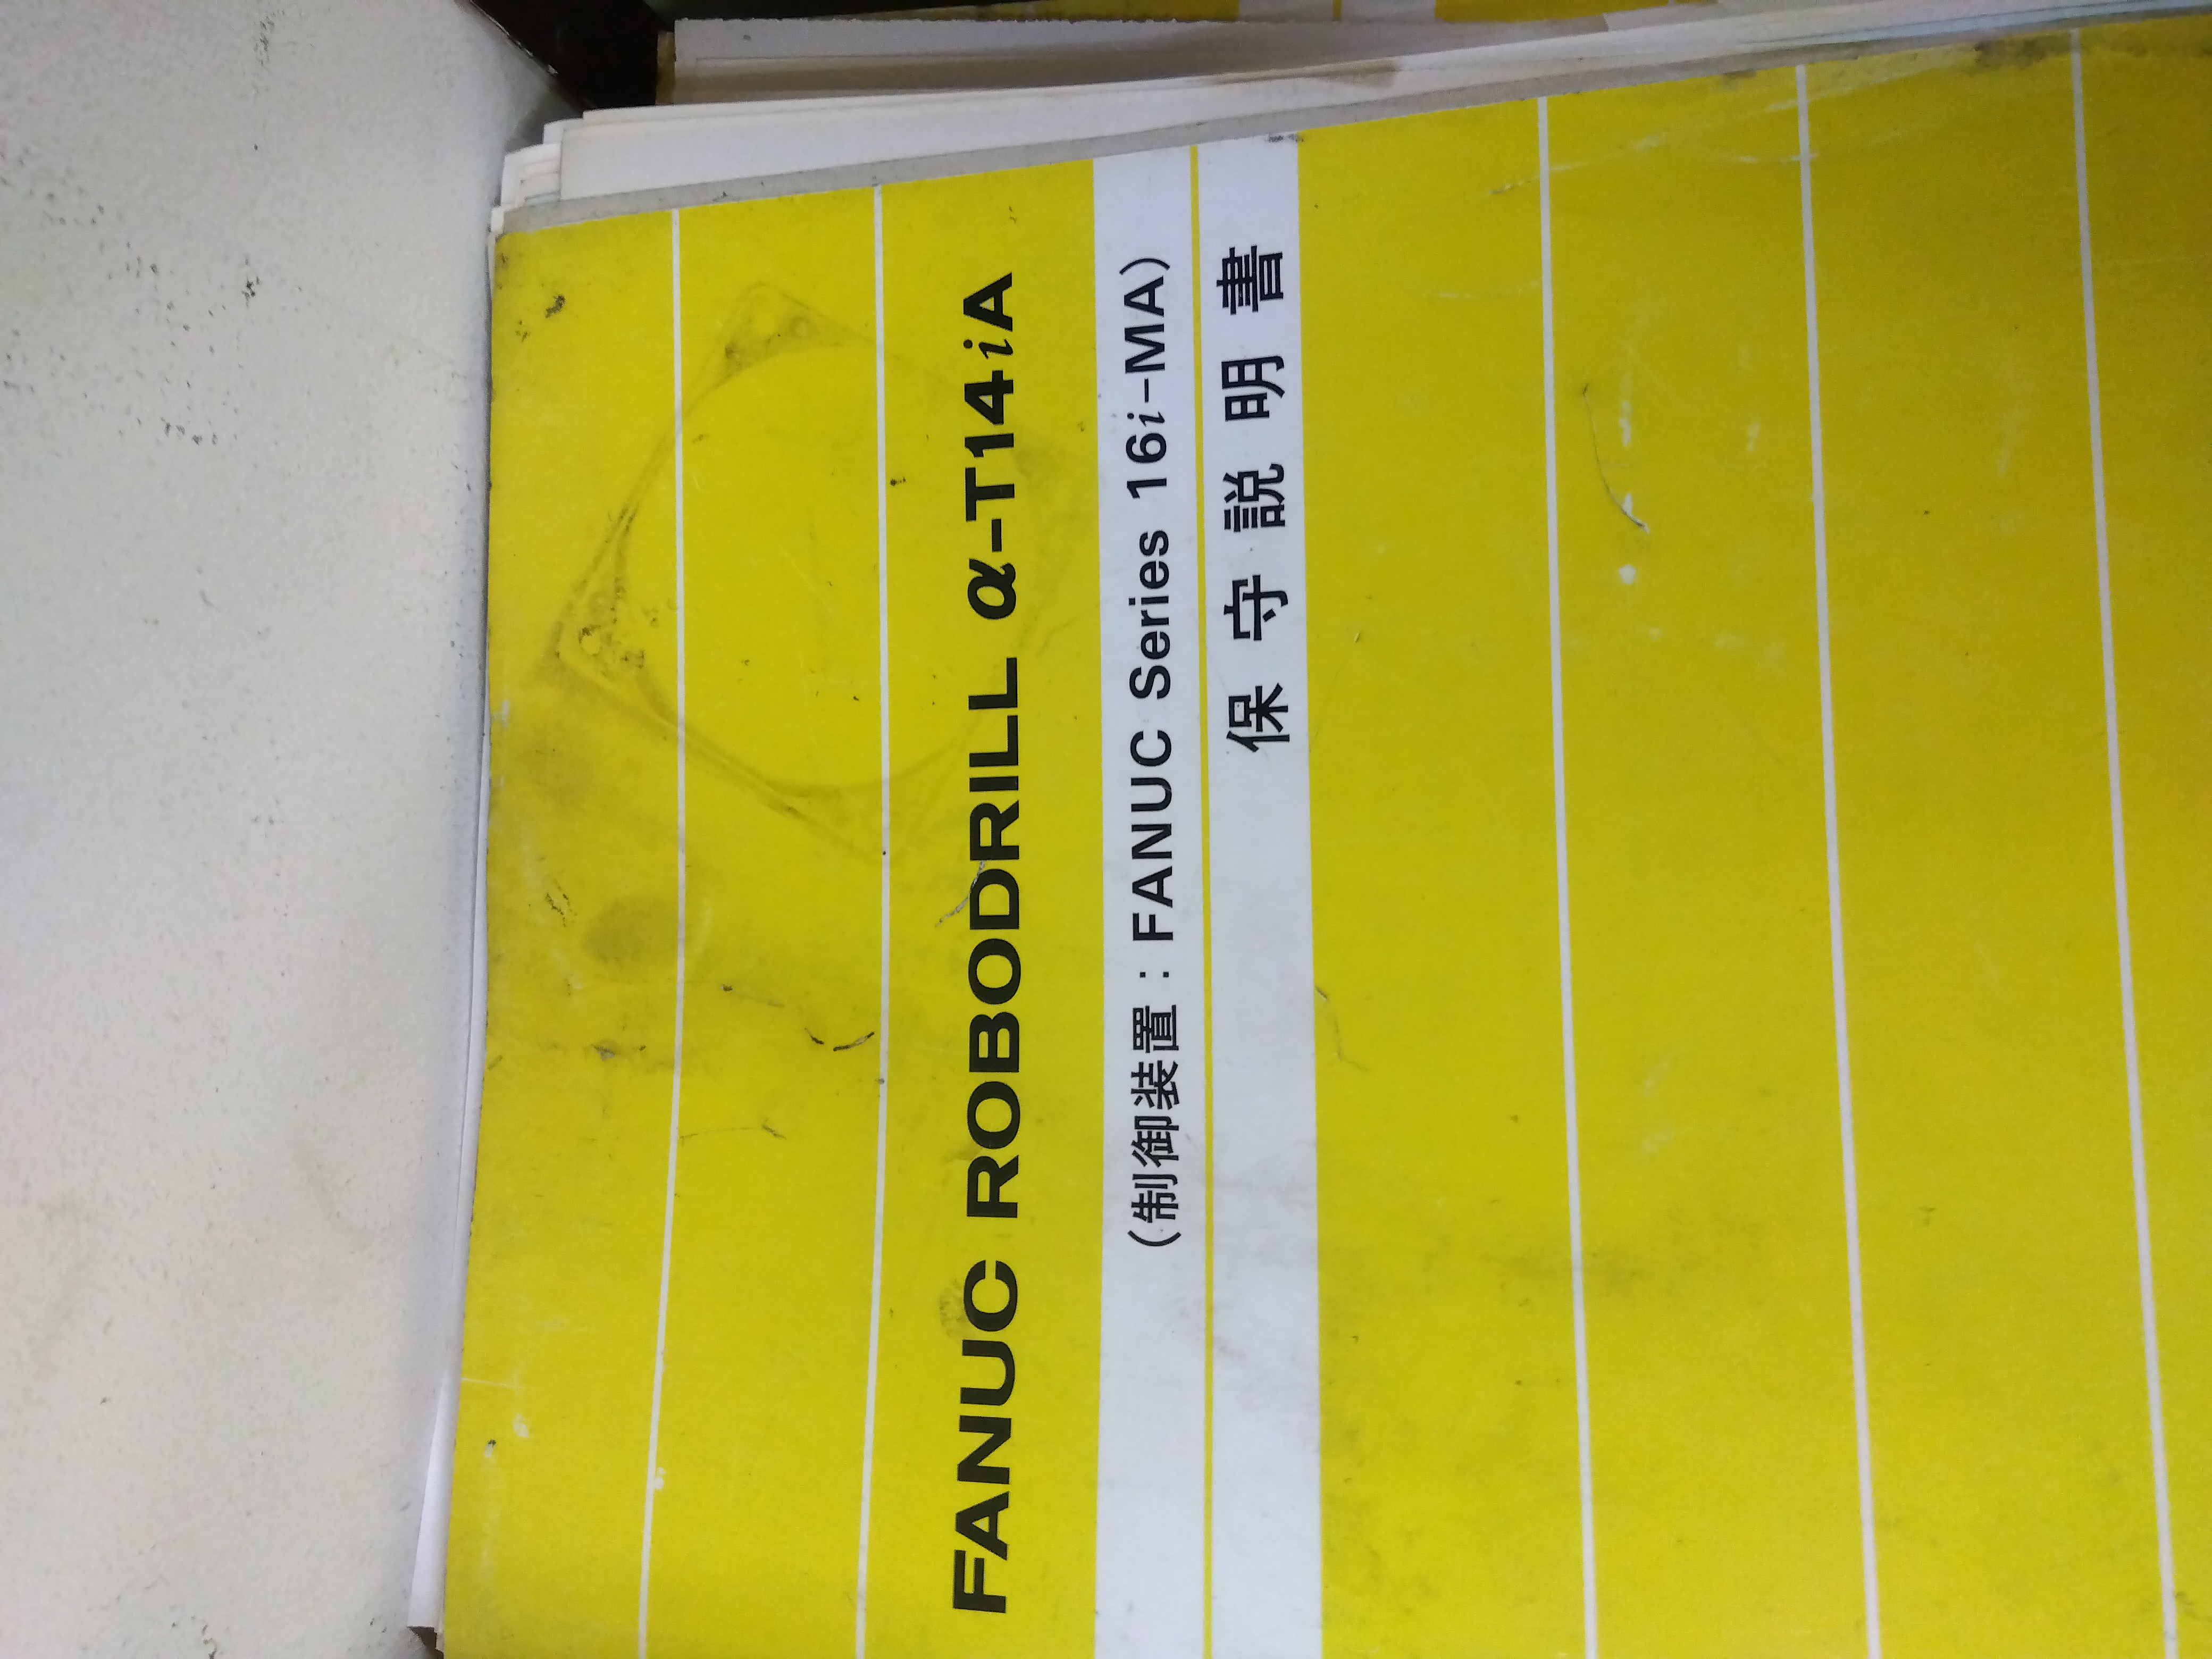 FANUC ROBODRILL α-T14iA
(制御装置：FANUC Series 16i-MA)
保守説明書